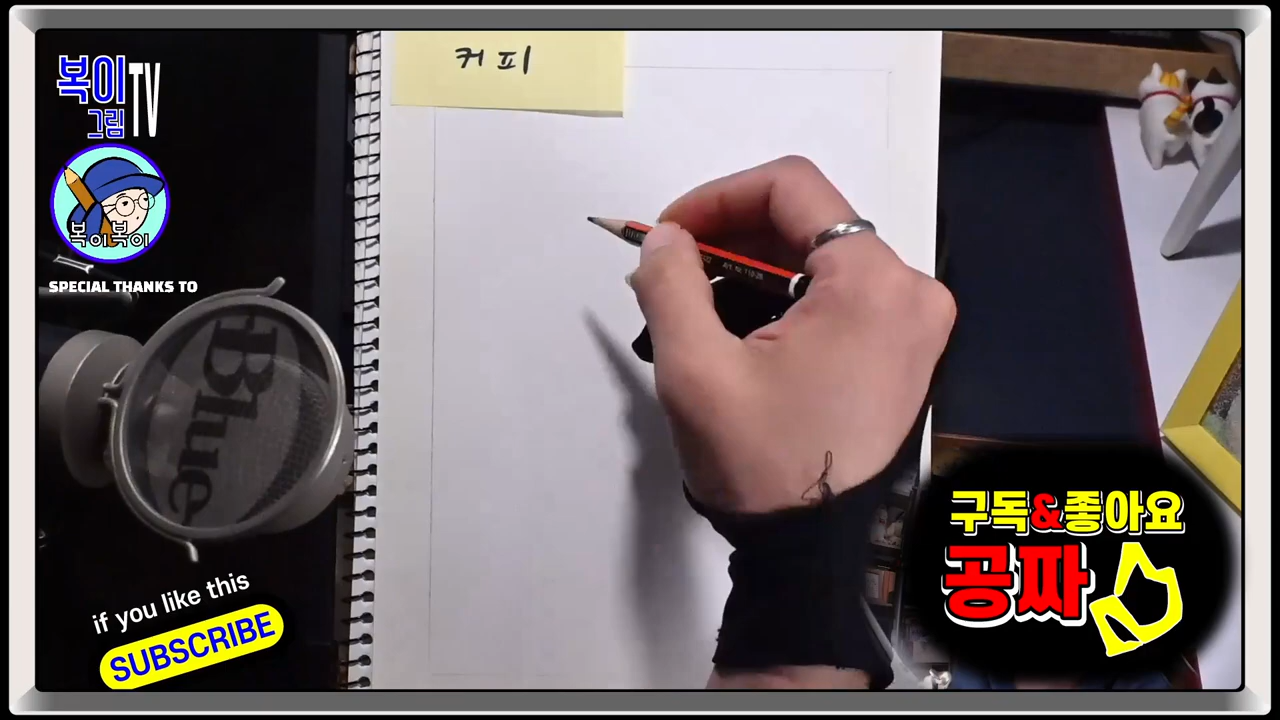 커피
복이
그림
TV
복이복이
SPECIAL THANKS TO
Blue
if you like this
SUBSCRIBE
구독&좋아요
공짜